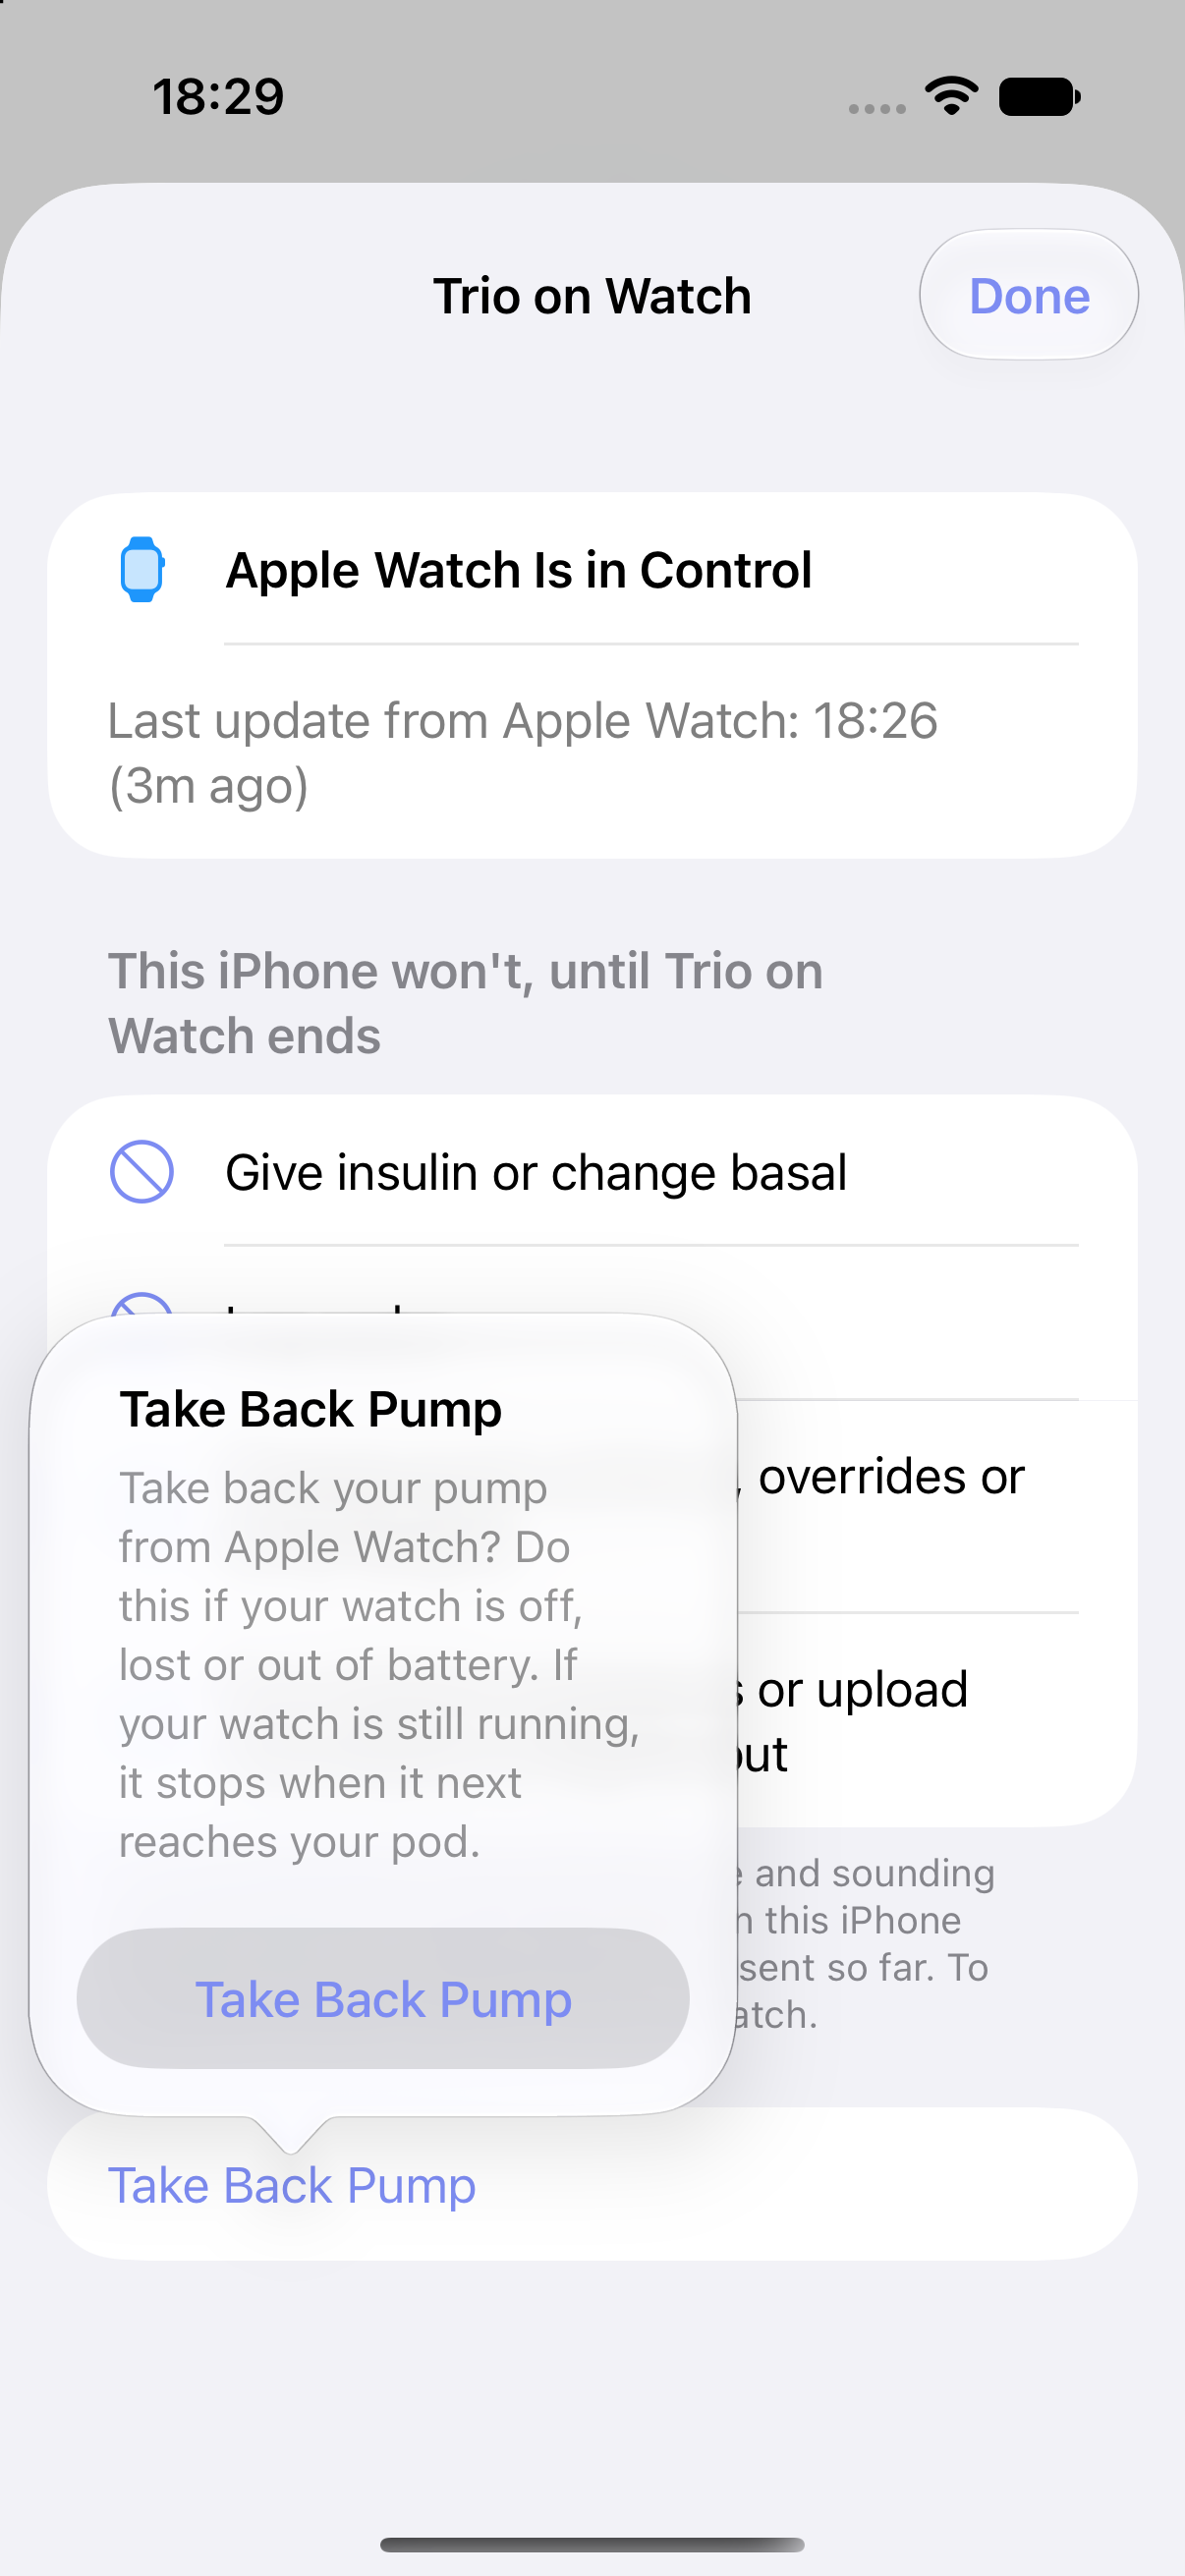 18:29
Trio on Watch
Done
Apple Watch Is in Control
Last update from Apple Watch: 18:26
(3m ago)
This iPhone won't, until Trio on
Watch ends
Give insulin or change basal
Take Back Pump
Take back your pump
from Apple Watch? Do
this if your watch is off,
lost or out of battery. If
your watch is still running,
it stops when it next
reaches your pod.
Take Back Pump
overrides or
or upload
and sounding
this iPhone
sent so far. To
Take Back Pump